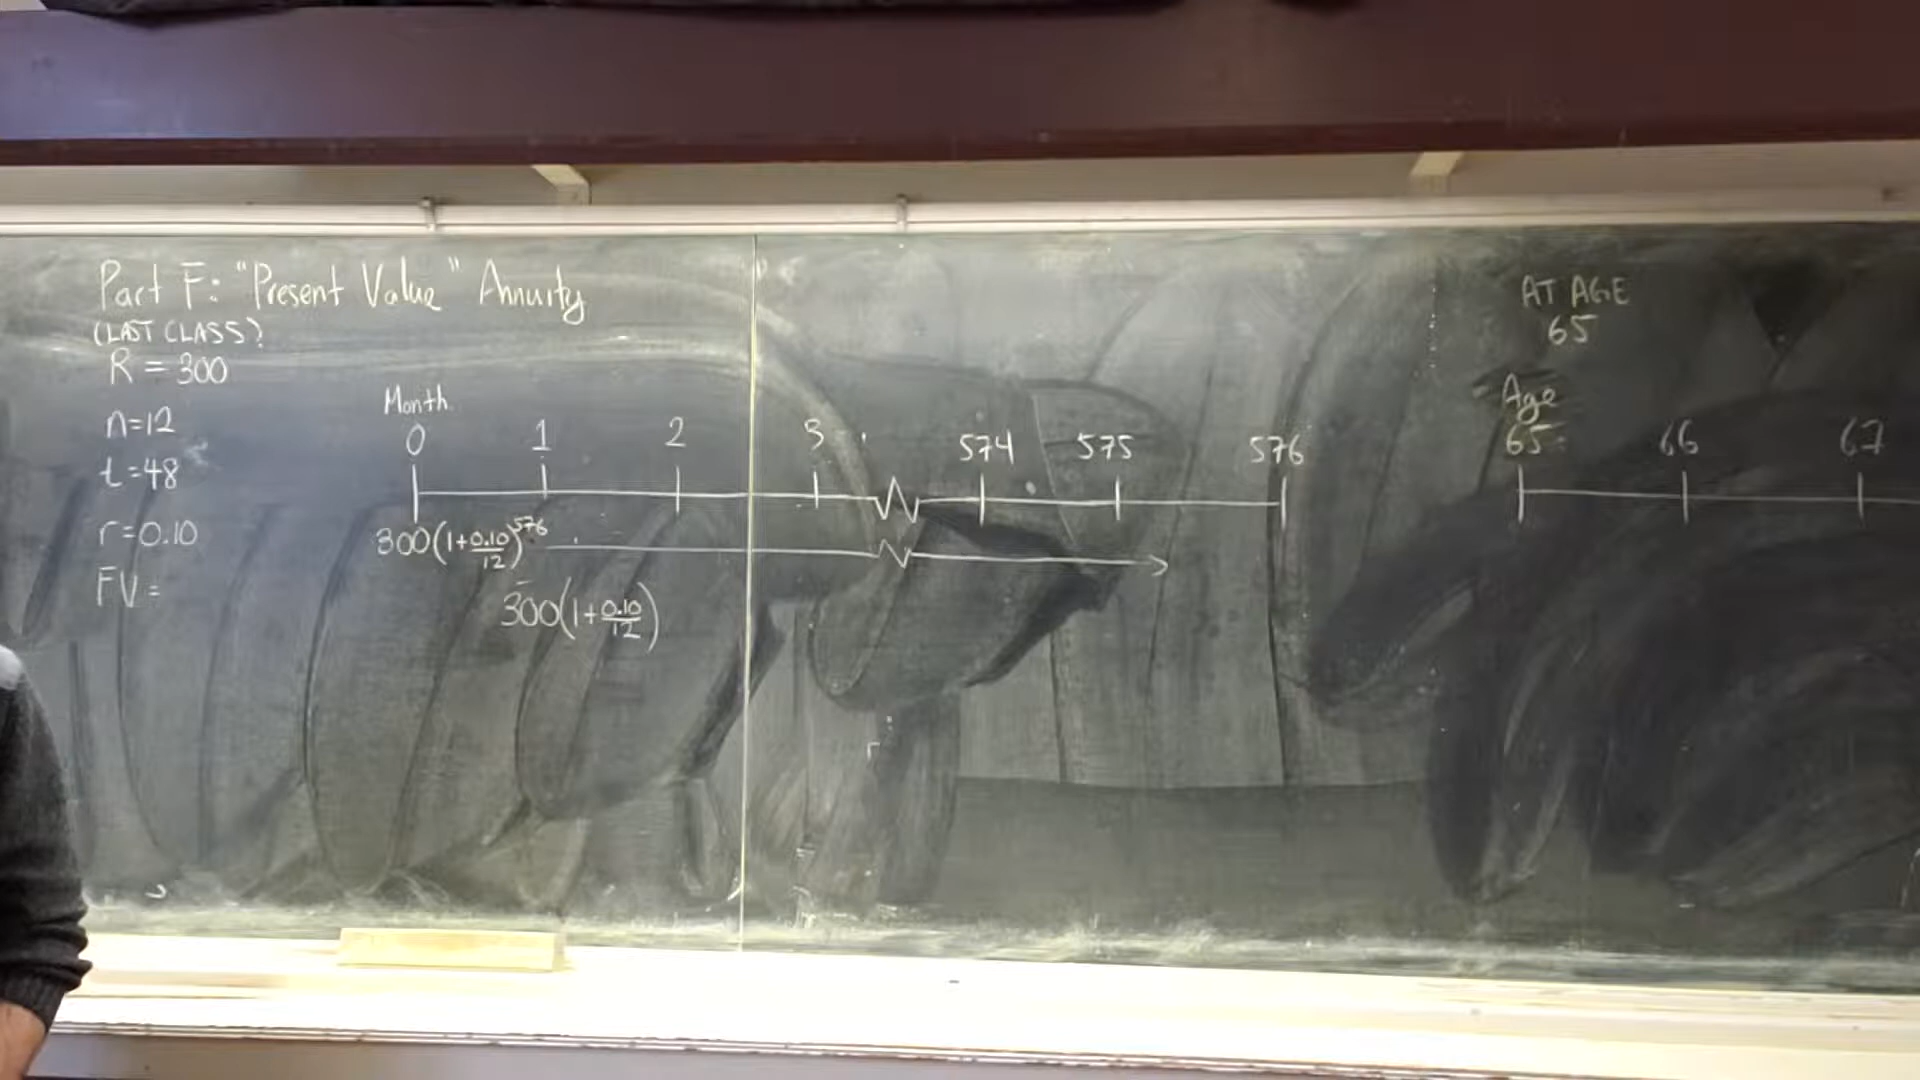 Part F: "Present Value" Annuity
(LAST CLASS?
R = 300
n=12
t=48
r=0.10
FV =
Month
0 1 2 3 574 575 576
300(1+0.10/12)^576
300(1+0.10/12)
AT AGE
65
Age
65 66 67